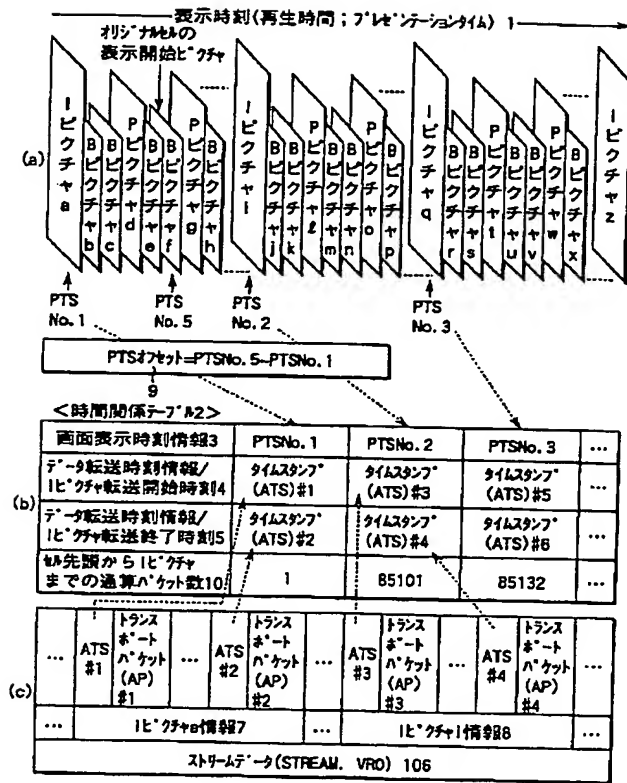 表示時刻(再生時間;プレゼンテーションタイム) 1
オリジナルセルの
表示開始ピクチャ
(a)
Iピクチャa
Bピクチャb
Bピクチャc
Pピクチャd
Bピクチャe
Bピクチャf
Pピクチャg
Bピクチャh
Iピクチャi
Bピクチャj
Bピクチャk
Pピクチャℓ
Bピクチャm
Bピクチャn
Pピクチャo
Bピクチャp
Iピクチャq
Bピクチャr
Bピクチャs
Pピクチャt
Bピクチャu
Bピクチャv
Pピクチャw
Bピクチャx
Iピクチャz
PTS No.1
PTS No.5
PTS No.2
PTS No.3
PTSオフセット=PTSNo.5−PTSNo.1
9
<時間関係テーブル2>
(b)
画面表示時刻情報3 PTSNo.1 PTSNo.2 PTSNo.3 …
データ転送時刻情報/Iピクチャ転送開始時刻4 タイムスタンプ(ATS)#1 タイムスタンプ(ATS)#3 タイムスタンプ(ATS)#5 …
データ転送時刻情報/Iピクチャ転送終了時刻5 タイムスタンプ(ATS)#2 タイムスタンプ(ATS)#4 タイムスタンプ(ATS)#6 …
セル先頭からIピクチャまでの通算パケット数10 1 85101 85132 …
(c)
… ATS#1 トランスポートパケット(AP)#1 … ATS#2 トランスポートパケット(AP)#2 … ATS#3 トランスポートパケット(AP)#3 … ATS#4 トランスポートパケット(AP)#4 …
… Iピクチャa情報7 … Iピクチャi情報8 …
ストリームデータ(STREAM. VRO) 106